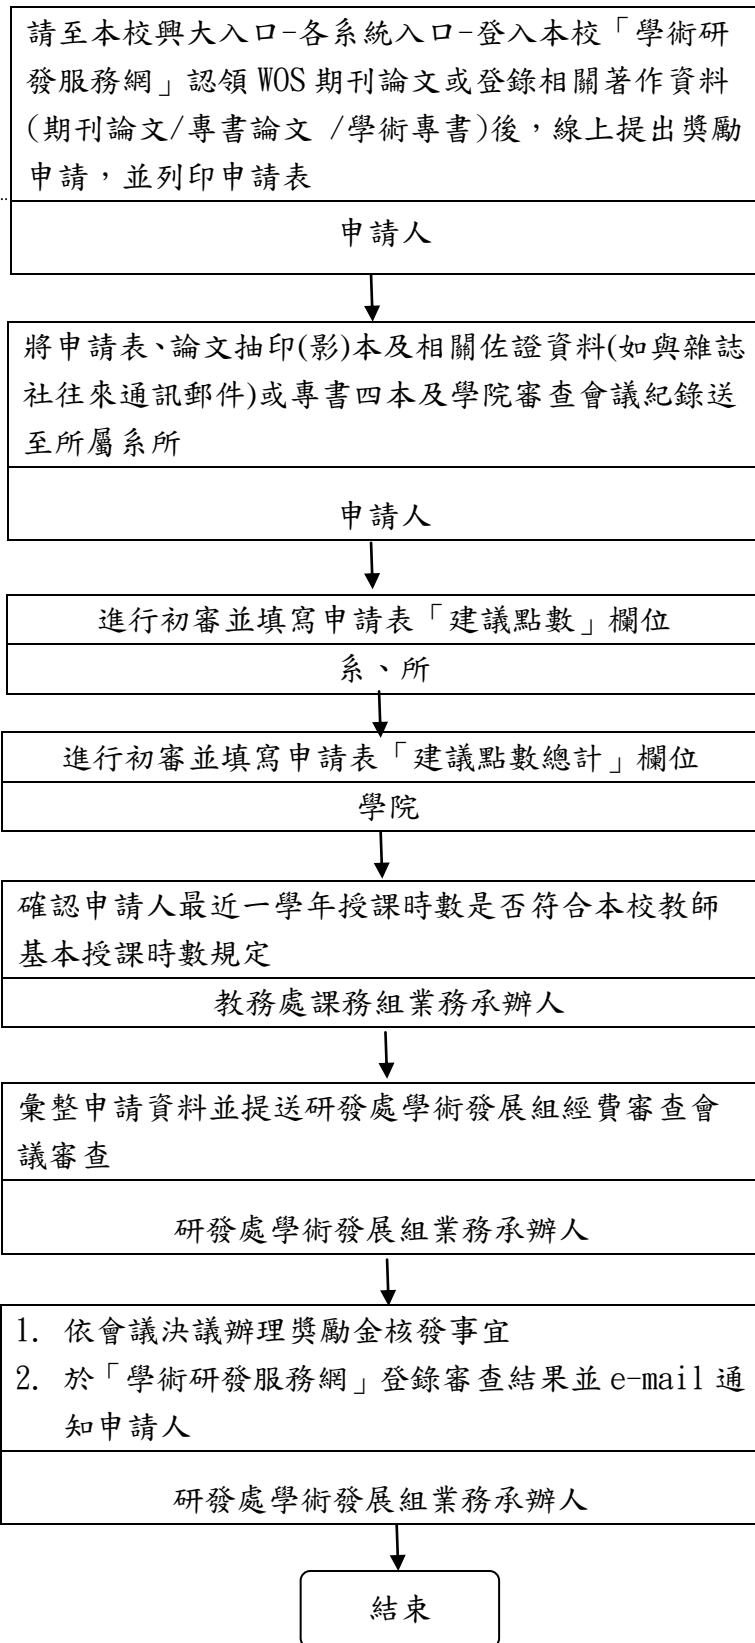 請至本校興大入口-各系統入口-登入本校「學術研
發服務網」認領 WOS 期刊論文或登錄相關著作資料
(期刊論文/專書論文 /學術專書)後，線上提出獎勵
申請，並列印申請表
申請人
將申請表、論文抽印(影)本及相關佐證資料(如與雜誌
社往來通訊郵件)或專書四本及學院審查會議紀錄送
至所屬系所
申請人
進行初審並填寫申請表「建議點數」欄位
系、所
進行初審並填寫申請表「建議點數總計」欄位
學院
確認申請人最近一學年授課時數是否符合本校教師
基本授課時數規定
教務處課務組業務承辦人
彙整申請資料並提送研發處學術發展組經費審查會
議審查
研發處學術發展組業務承辦人
1. 依會議決議辦理獎勵金核發事宜
2. 於「學術研發服務網」登錄審查結果並 e-mail 通
知申請人
研發處學術發展組業務承辦人
結束